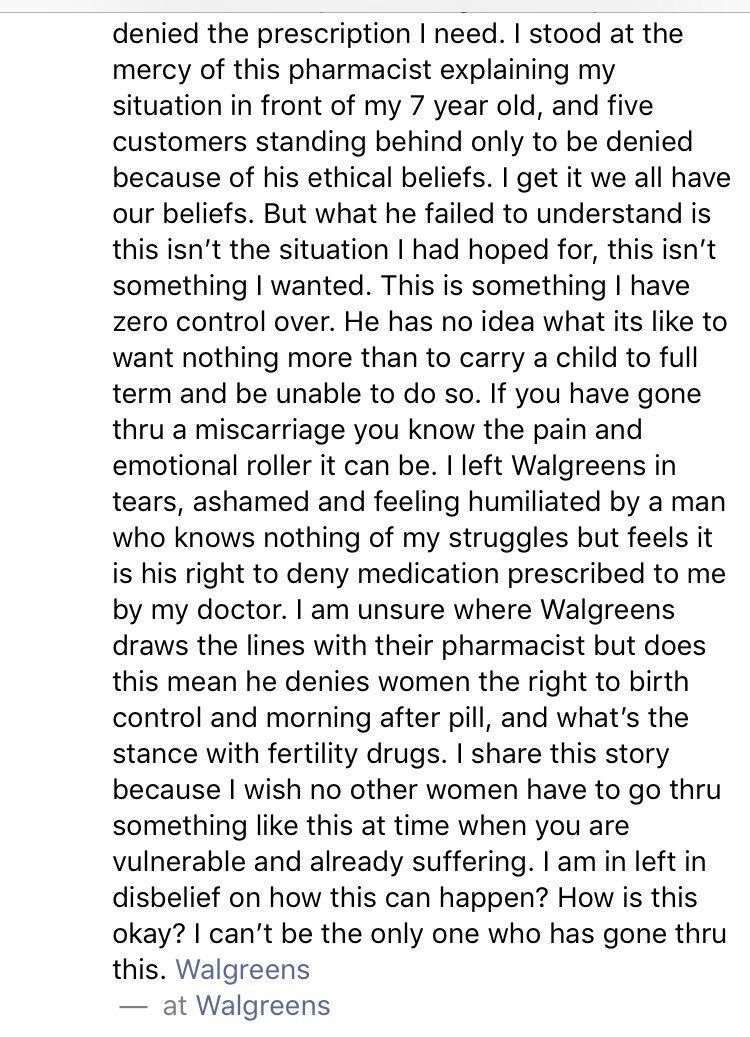 denied the prescription I need. I stood at the
mercy of this pharmacist explaining my
situation in front of my 7 year old, and five
customers standing behind only to be denied
because of his ethical beliefs. I get it we all have
our beliefs. But what he failed to understand is
this isn’t the situation I had hoped for, this isn’t
something I wanted. This is something I have
zero control over. He has no idea what its like to
want nothing more than to carry a child to full
term and be unable to do so. If you have gone
thru a miscarriage you know the pain and
emotional roller it can be. I left Walgreens in
tears, ashamed and feeling humiliated by a man
who knows nothing of my struggles but feels it
is his right to deny medication prescribed to me
by my doctor. I am unsure where Walgreens
draws the lines with their pharmacist but does
this mean he denies women the right to birth
control and morning after pill, and what’s the
stance with fertility drugs. I share this story
because I wish no other women have to go thru
something like this at time when you are
vulnerable and already suffering. I am in left in
disbelief on how this can happen? How is this
okay? I can’t be the only one who has gone thru
this. Walgreens
— at Walgreens